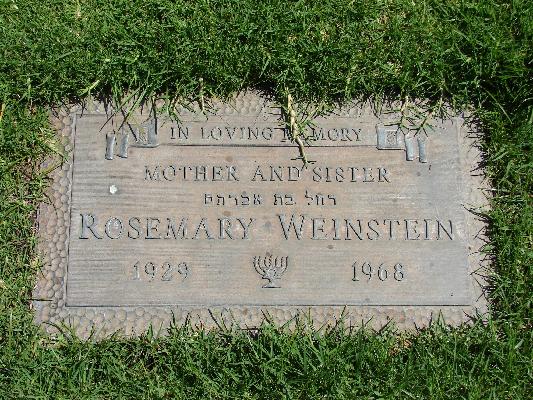 IN LOVING MEMORY
MOTHER AND SISTER
רחל בת אברהם
ROSEMARY WEINSTEIN
1929 1968